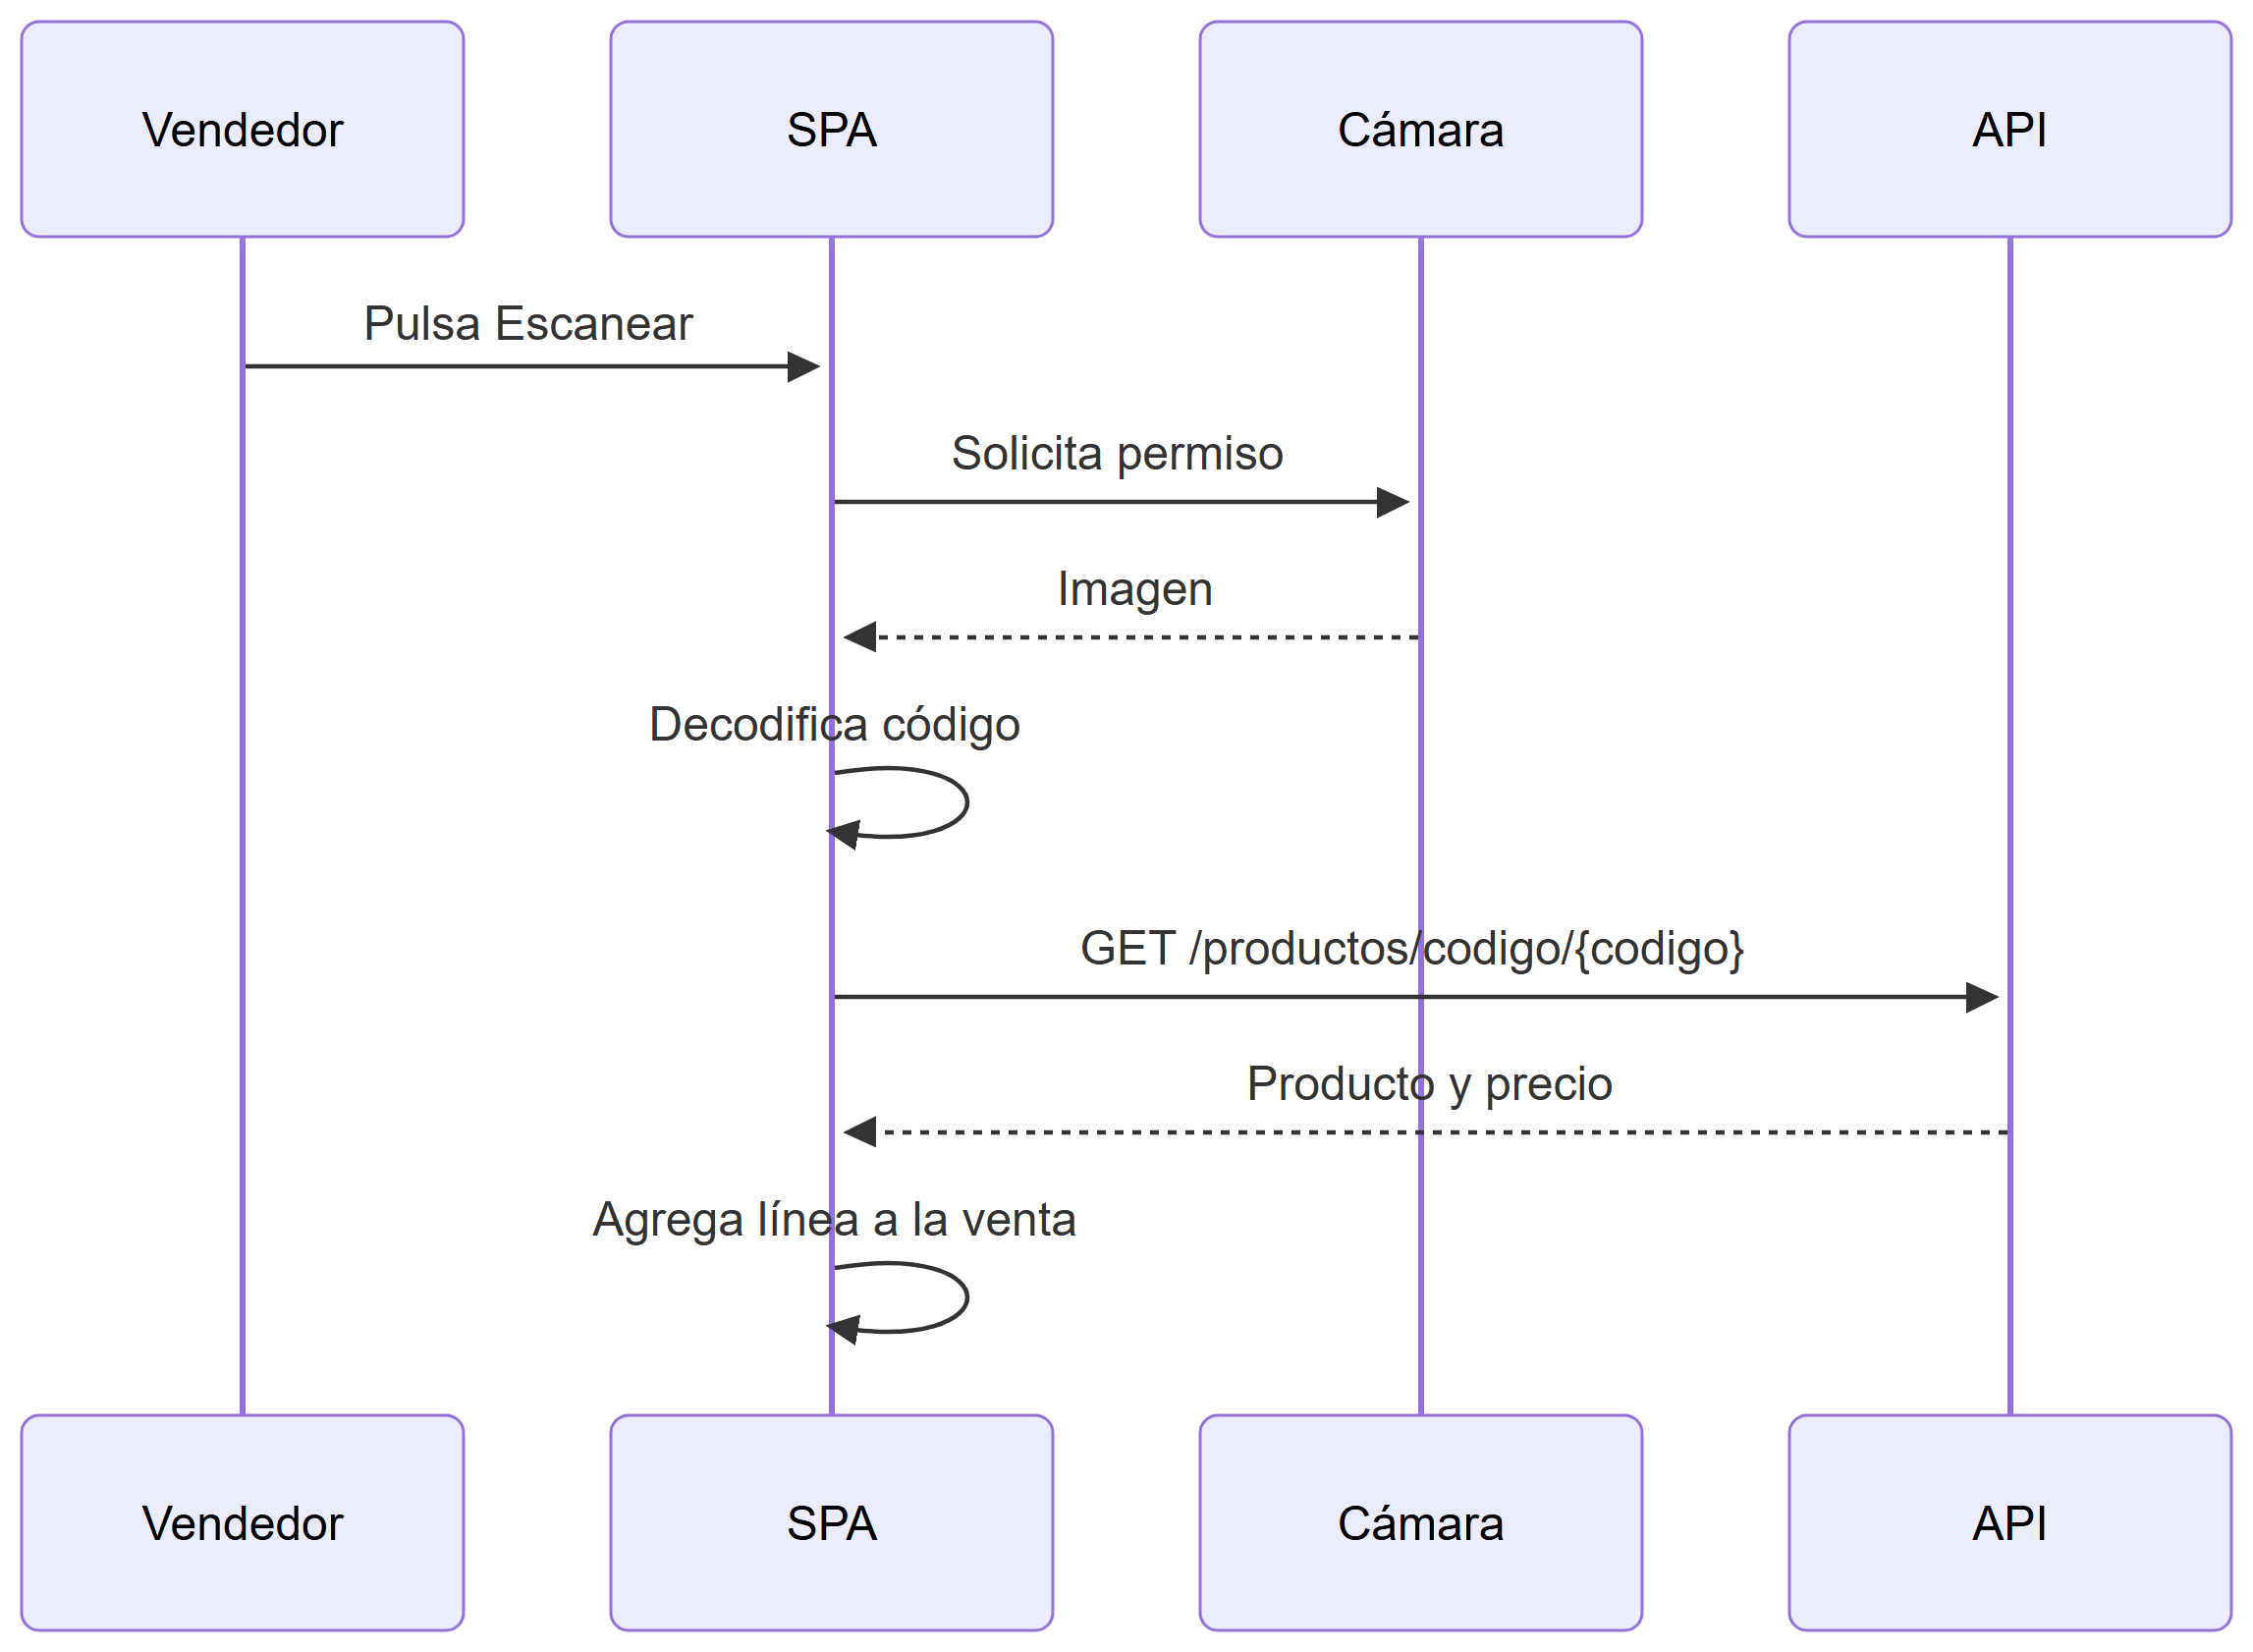 Vendedor
SPA
Cámara
API
Pulsa Escanear
Solicita permiso
Imagen
Decodifica código
GET /productos/codigo/{codigo}
Producto y precio
Agrega línea a la venta
Vendedor
SPA
Cámara
API